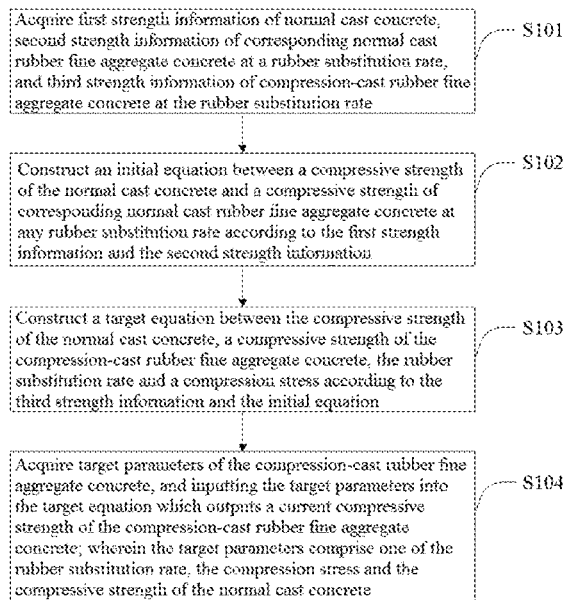 Acquire first strength information of normal cast concrete,
second strength information of corresponding normal cast
rubber fine aggregate concrete at a rubber substitution rate,
and third strength information of compression-cast rubber fine
aggregate concrete at the rubber substitution rate
S101
Construct an initial equation between a compressive strength
of the normal cast concrete and a compressive strength of
corresponding normal cast rubber fine aggregate concrete at
any rubber substitution rate according to the first strength
information and the second strength information
S102
Construct a target equation between the compressive strength
of the normal cast concrete, a compressive strength of the
compression-cast rubber fine aggregate concrete, the rubber
substitution rate and a compression stress according to the
third strength information and the initial equation
S103
Acquire target parameters of the compression-cast rubber fine
aggregate concrete, and inputting the target parameters into
the target equation which outputs a current compressive
strength of the compression-cast rubber fine aggregate
concrete; wherein the target parameters comprise one of the
rubber substitution rate, the compression stress and the
compressive strength of the normal cast concrete
S104